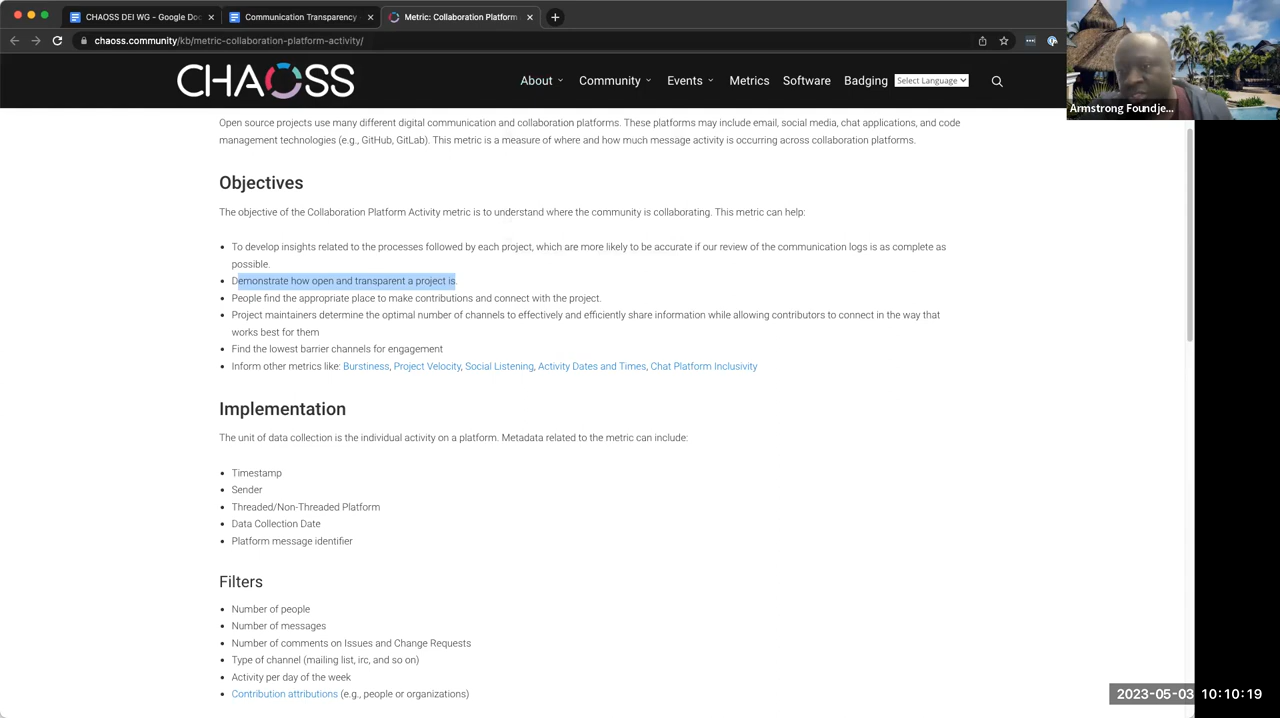 CHAOSS DEI WG - Google Doc
Communication Transparency
Metric: Collaboration Platform
chaoss.community/kb/metric-collaboration-platform-activity/
CHAOSS
About
Community
Events
Metrics
Software
Badging
Select Language
Armstrong Foundje...
Open source projects use many different digital communication and collaboration platforms. These platforms may include email, social media, chat applications, and code
management technologies (e.g., GitHub, GitLab). This metric is a measure of where and how much message activity is occurring across collaboration platforms.
Objectives
The objective of the Collaboration Platform Activity metric is to understand where the community is collaborating. This metric can help:
• To develop insights related to the processes followed by each project, which are more likely to be accurate if our review of the communication logs is as complete as
possible.
• Demonstrate how open and transparent a project is.
• People find the appropriate place to make contributions and connect with the project.
• Project maintainers determine the optimal number of channels to effectively and efficiently share information while allowing contributors to connect in the way that
works best for them
• Find the lowest barrier channels for engagement
• Inform other metrics like: Burstiness, Project Velocity, Social Listening, Activity Dates and Times, Chat Platform Inclusivity
Implementation
The unit of data collection is the individual activity on a platform. Metadata related to the metric can include:
• Timestamp
• Sender
• Threaded/Non-Threaded Platform
• Data Collection Date
• Platform message identifier
Filters
• Number of people
• Number of messages
• Number of comments on Issues and Change Requests
• Type of channel (mailing list, irc, and so on)
• Activity per day of the week
• Contribution attributions (e.g., people or organizations)
2023-05-03 10:10:19